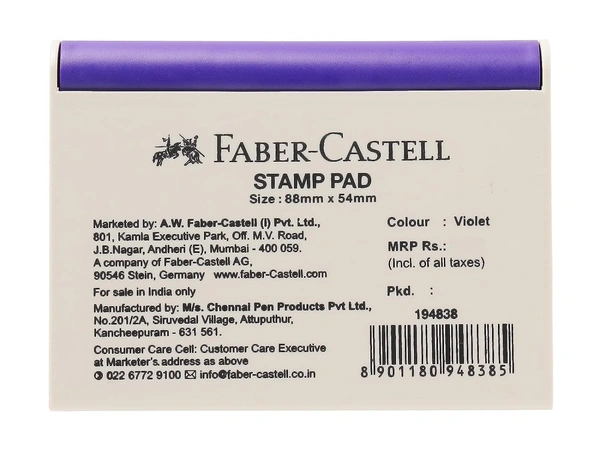 FABER-CASTELL
STAMP PAD
Size : 88mm x 54mm
Marketed by: A.W. Faber-Castell (I) Pvt. Ltd.,
801, Kamla Executive Park, Off. M.V. Road,
J.B.Nagar, Andheri (E), Mumbai - 400 059.
A company of Faber-Castell AG,
90546 Stein, Germany www.faber-Castell.com
For sale in India only
Manufactured by: M/s. Chennai Pen Products Pvt Ltd.,
No.201/2A, Siruvedal Village, Attuputhur,
Kancheepuram - 631 561.
Consumer Care Cell: Customer Care Executive
at Marketer's address as above
022 6772 9100 info@faber-castell.co.in
Colour : Violet
MRP Rs.:
(Incl. of all taxes)
Pkd. :
194838
8 901180 948385